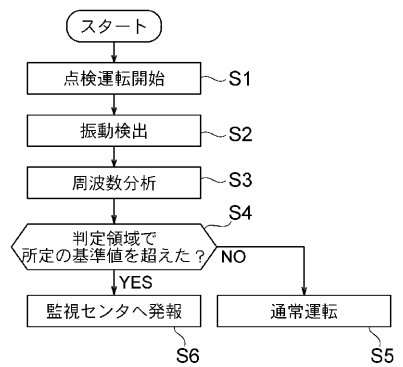 スタート
点検運転開始
S1
振動検出
S2
周波数分析
S3
S4
判定領域で
所定の基準値を超えた?
NO
YES
監視センタへ発報
通常運転
S6
S5